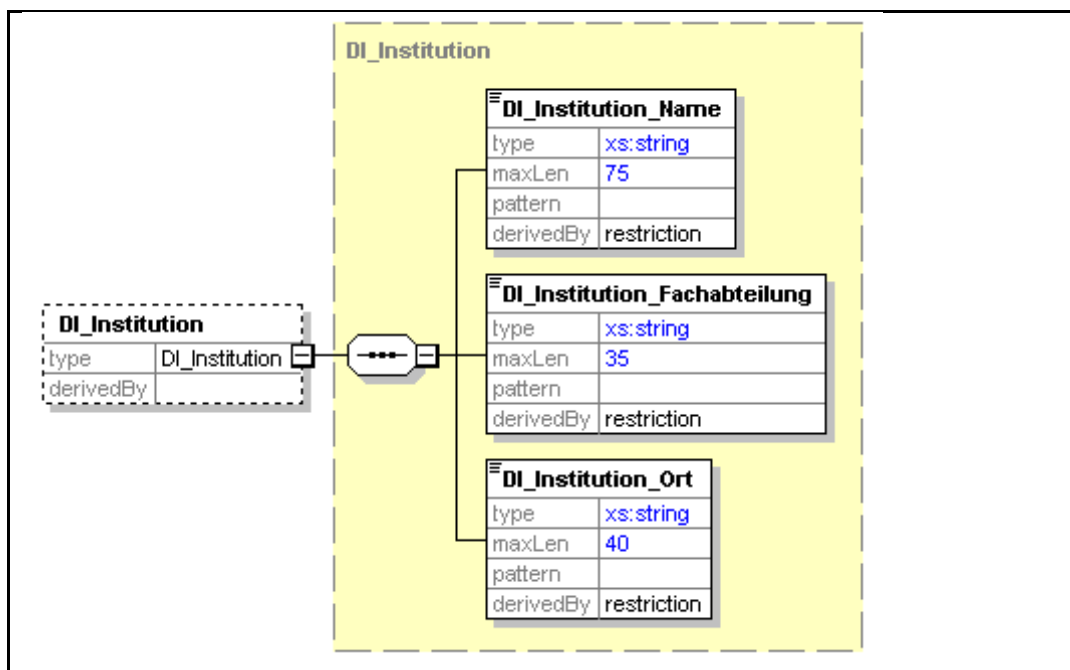 DI_Institution
DI_Institution_Name
type xs:string
maxLen 75
pattern
derivedBy restriction
DI_Institution_Fachabteilung
type xs:string
maxLen 35
pattern
derivedBy restriction
DI_Institution
type DI_Institution
derivedBy
DI_Institution_Ort
type xs:string
maxLen 40
pattern
derivedBy restriction